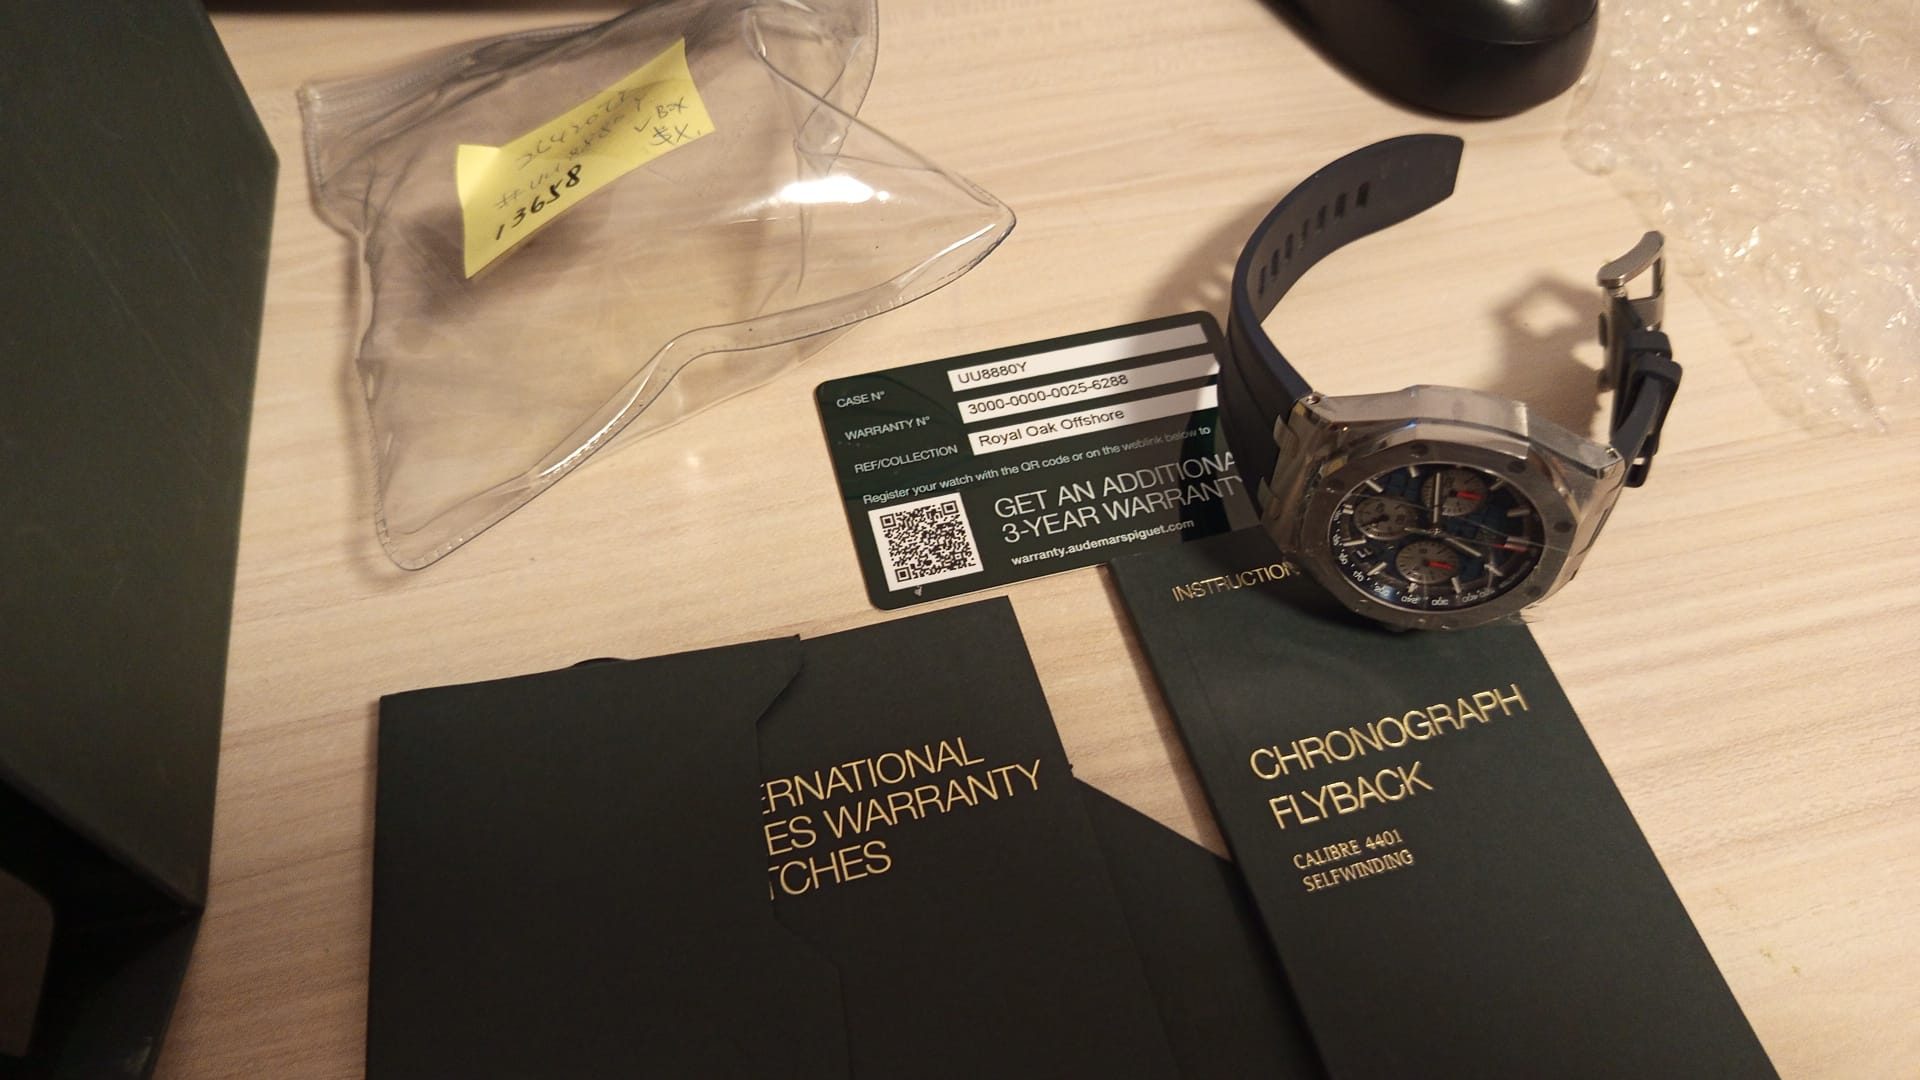 13658
✓ BOX
CASE N° UU8880Y
WARRANTY N° 3000-0000-0025-6288
REF/COLLECTION Royal Oak Offshore
Register your watch with the QR code or on the weblink below to
GET AN ADDITIONA
3-YEAR WARRANTY
warranty.audemarspiguet.com
INSTRUCTION
CHRONOGRAPH
FLYBACK
CALIBRE 4401
SELFWINDING
ERNATIONAL
ES WARRANTY
TCHES